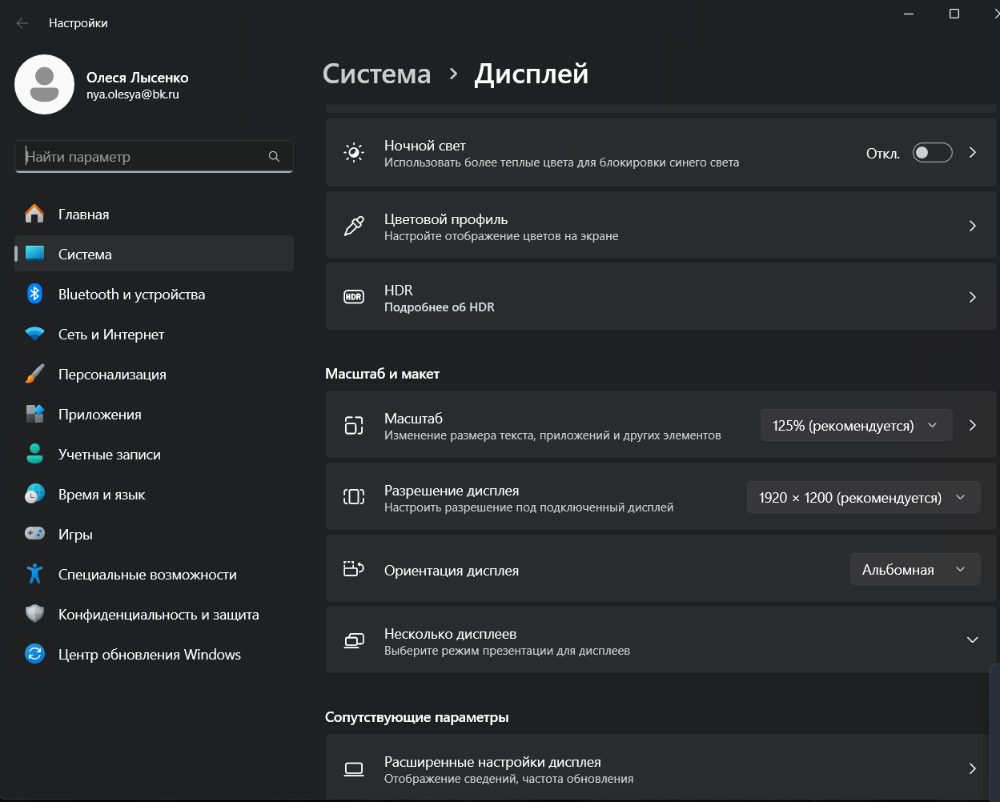 Настройки
Олеся Лысенко
nya.olesya@bk.ru
Найти параметр
Главная
Система
Bluetooth и устройства
Сеть и Интернет
Персонализация
Приложения
Учетные записи
Время и язык
Игры
Специальные возможности
Конфиденциальность и защита
Центр обновления Windows
Система › Дисплей
Ночной свет
Использовать более теплые цвета для блокировки синего света
Откл.
Цветовой профиль
Настройте отображение цветов на экране
HDR
HDR
Подробнее об HDR
Масштаб и макет
Масштаб
Изменение размера текста, приложений и других элементов
125% (рекомендуется)
Разрешение дисплея
Настроить разрешение под подключенный дисплей
1920 × 1200 (рекомендуется)
Ориентация дисплея
Альбомная
Несколько дисплеев
Выберите режим презентации для дисплеев
Сопутствующие параметры
Расширенные настройки дисплея
Отображение сведений, частота обновления